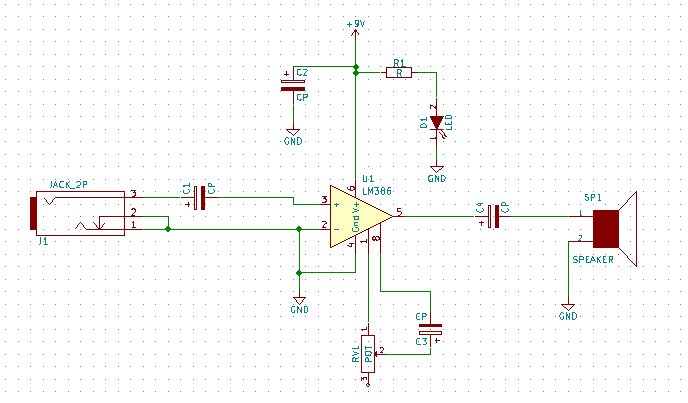 +9V
C2
CP
GND
R1
R
2
D1
LED
1
GND
JACK_2P
3
2
1
J1
C1
CP
U1
LM386
6
3
+
V+
5
2
-
Gnd
4
1
8
GND
C4
CP
SP1
1
2
SPEAKER
GND
CP
C3
1
RV1
POT
2
3